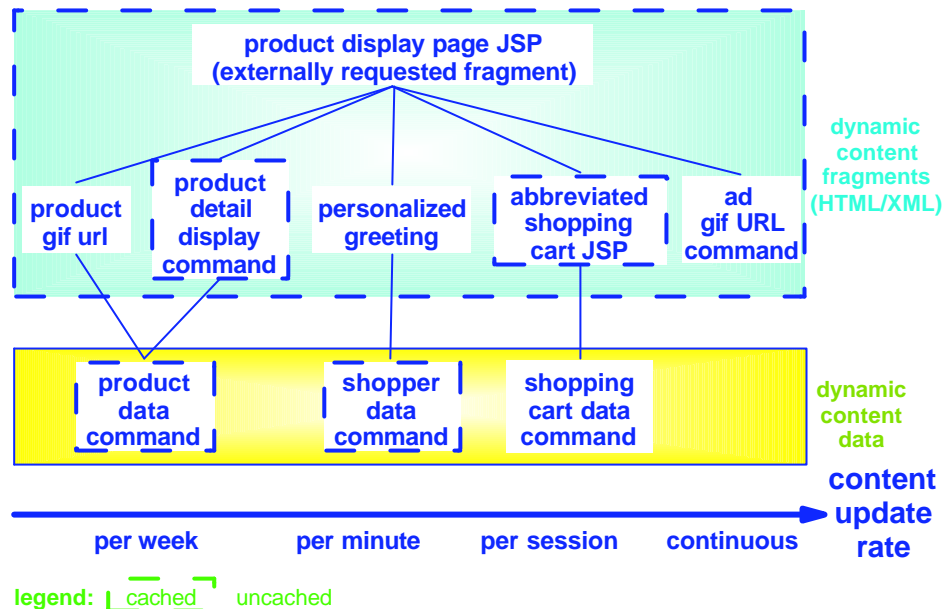 product display page JSP
(externally requested fragment)
dynamic
content
fragments
(HTML/XML)
product
gif url
product
detail
display
command
personalized
greeting
abbreviated
shopping
cart JSP
ad
gif URL
command
product
data
command
shopper
data
command
shopping
cart data
command
dynamic
content
data
content
update
rate
per week per minute per session continuous
legend: cached uncached